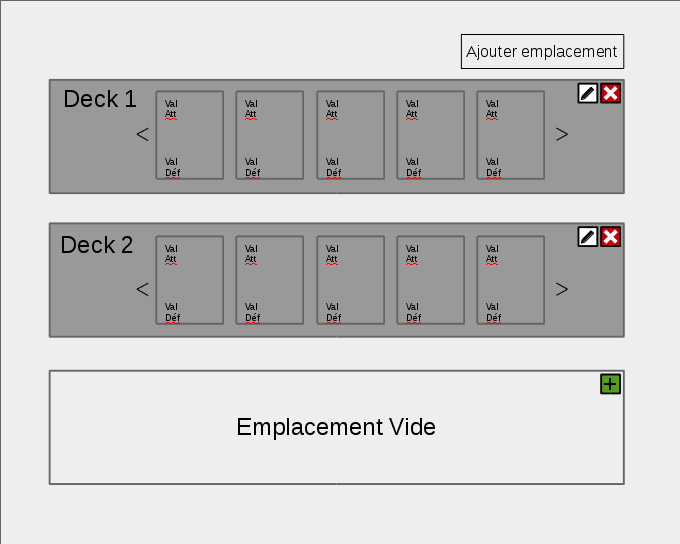 Ajouter emplacement
Deck 1
Val Val Val Val Val
Att Att Att Att Att
< >
Val Val Val Val Val
Déf Déf Déf Déf Déf
Deck 2
Val Val Val Val Val
Att Att Att Att Att
< >
Val Val Val Val Val
Déf Déf Déf Déf Déf
Emplacement Vide